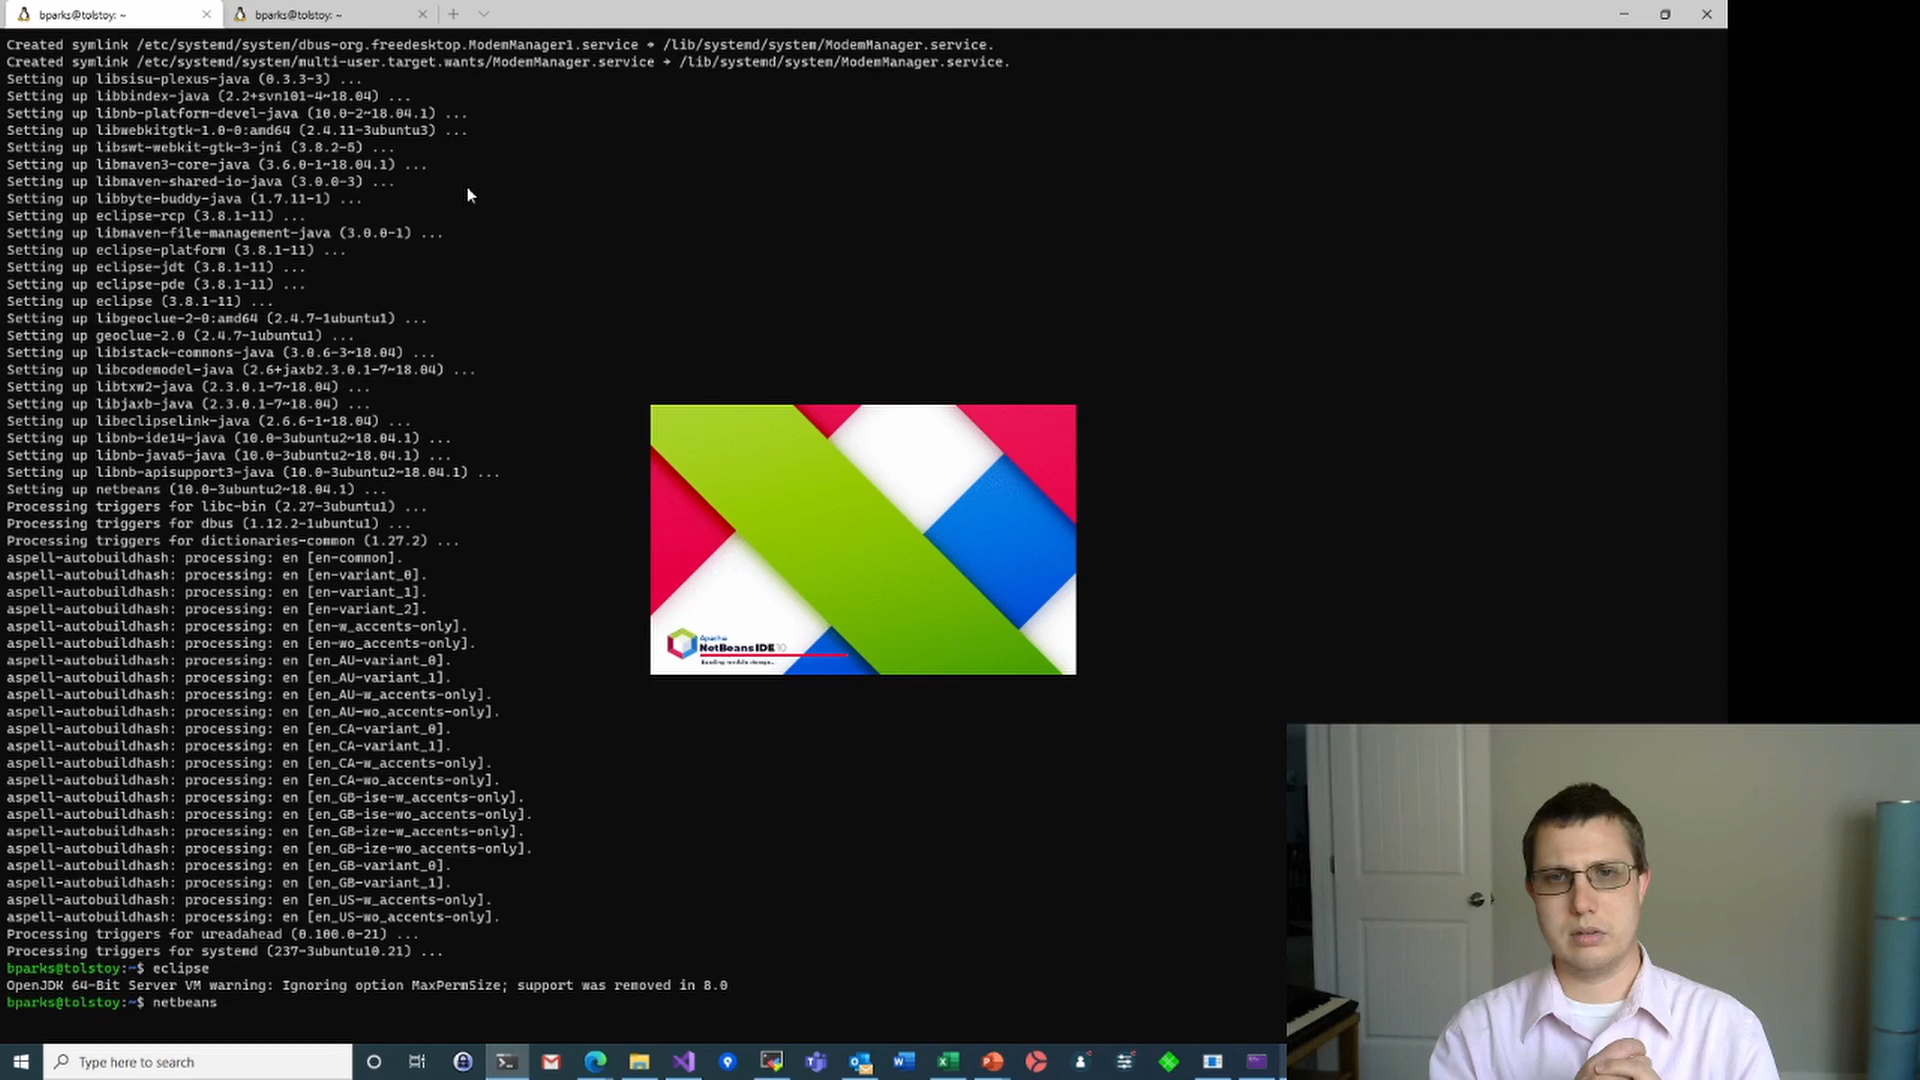 bparks@tolstoy: ~
bparks@tolstoy: ~
Created symlink /etc/systemd/system/dbus-org.freedesktop.ModemManager1.service → /lib/systemd/system/ModemManager.service.
Created symlink /etc/systemd/system/multi-user.target.wants/ModemManager.service → /lib/systemd/system/ModemManager.service.
Setting up libsisu-plexus-java (0.3.3-3) ...
Setting up libbindex-java (2.2+svn101-4~18.04) ...
Setting up libnb-platform-devel-java (10.0-2~18.04.1) ...
Setting up libwebkitgtk-1.0-0:amd64 (2.4.11-3ubuntu3) ...
Setting up libswt-webkit-gtk-3-jni (3.8.2-5) ...
Setting up libmaven3-core-java (3.6.0-1~18.04.1) ...
Setting up libmaven-shared-io-java (3.0.0-3) ...
Setting up libbyte-buddy-java (1.7.11-1) ...
Setting up eclipse-rcp (3.8.1-11) ...
Setting up libmaven-file-management-java (3.0.0-1) ...
Setting up eclipse-platform (3.8.1-11) ...
Setting up eclipse-jdt (3.8.1-11) ...
Setting up eclipse-pde (3.8.1-11) ...
Setting up eclipse (3.8.1-11) ...
Setting up libgeoclue-2-0:amd64 (2.4.7-1ubuntu1) ...
Setting up geoclue-2.0 (2.4.7-1ubuntu1) ...
Setting up libistack-commons-java (3.0.6-3~18.04) ...
Setting up libcodemodel-java (2.6+jaxb2.3.0.1-7~18.04) ...
Setting up libtxw2-java (2.3.0.1-7~18.04) ...
Setting up libjaxb-java (2.3.0.1-7~18.04) ...
Setting up libeclipselink-java (2.6.6-1~18.04) ...
Setting up libnb-ide14-java (10.0-3ubuntu2~18.04.1) ...
Setting up libnb-java5-java (10.0-3ubuntu2~18.04.1) ...
Setting up libnb-apisupport3-java (10.0-3ubuntu2~18.04.1) ...
Setting up netbeans (10.0-3ubuntu2~18.04.1) ...
Processing triggers for libc-bin (2.27-3ubuntu1) ...
Processing triggers for dbus (1.12.2-1ubuntu1) ...
Processing triggers for dictionaries-common (1.27.2) ...
aspell-autobuildhash: processing: en [en-common].
aspell-autobuildhash: processing: en [en-variant_0].
aspell-autobuildhash: processing: en [en-variant_1].
aspell-autobuildhash: processing: en [en-variant_2].
aspell-autobuildhash: processing: en [en-w_accents-only].
aspell-autobuildhash: processing: en [en-wo_accents-only].
aspell-autobuildhash: processing: en [en_AU-variant_0].
aspell-autobuildhash: processing: en [en_AU-variant_1].
aspell-autobuildhash: processing: en [en_AU-w_accents-only].
aspell-autobuildhash: processing: en [en_AU-wo_accents-only].
aspell-autobuildhash: processing: en [en_CA-variant_0].
aspell-autobuildhash: processing: en [en_CA-variant_1].
aspell-autobuildhash: processing: en [en_CA-w_accents-only].
aspell-autobuildhash: processing: en [en_CA-wo_accents-only].
aspell-autobuildhash: processing: en [en_GB-ise-w_accents-only].
aspell-autobuildhash: processing: en [en_GB-ise-wo_accents-only].
aspell-autobuildhash: processing: en [en_GB-ize-w_accents-only].
aspell-autobuildhash: processing: en [en_GB-ize-wo_accents-only].
aspell-autobuildhash: processing: en [en_GB-variant_0].
aspell-autobuildhash: processing: en [en_GB-variant_1].
aspell-autobuildhash: processing: en [en_US-w_accents-only].
aspell-autobuildhash: processing: en [en_US-wo_accents-only].
Processing triggers for ureadahead (0.100.0-21) ...
Processing triggers for systemd (237-3ubuntu10.21) ...
bparks@tolstoy:~$ eclipse
OpenJDK 64-Bit Server VM warning: Ignoring option MaxPermSize; support was removed in 8.0
bparks@tolstoy:~$ netbeans
Apache
NetBeans IDE 10
Type here to search